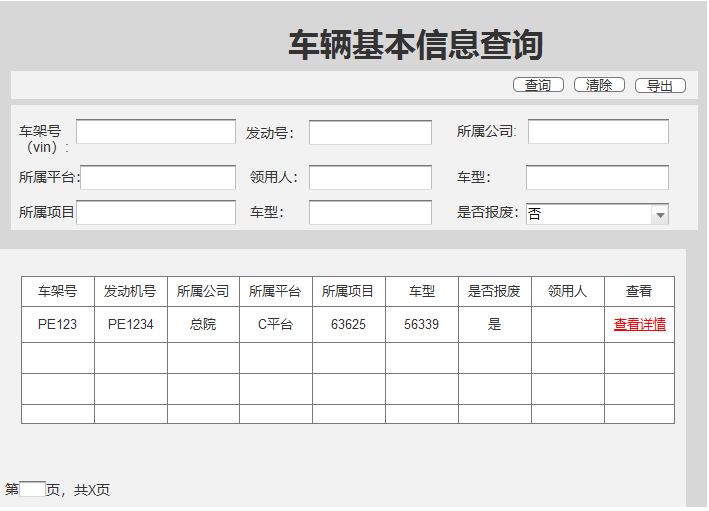 车辆基本信息查询
查询 清除 导出
车架号 发动号： 所属公司:
（vin）:
所属平台: 领用人： 车型：
所属项目 车型： 是否报废： 否
车架号 发动机号 所属公司 所属平台 所属项目 车型 是否报废 领用人 查看
PE123 PE1234 总院 C平台 63625 56339 是 查看详情
第 页，共X页